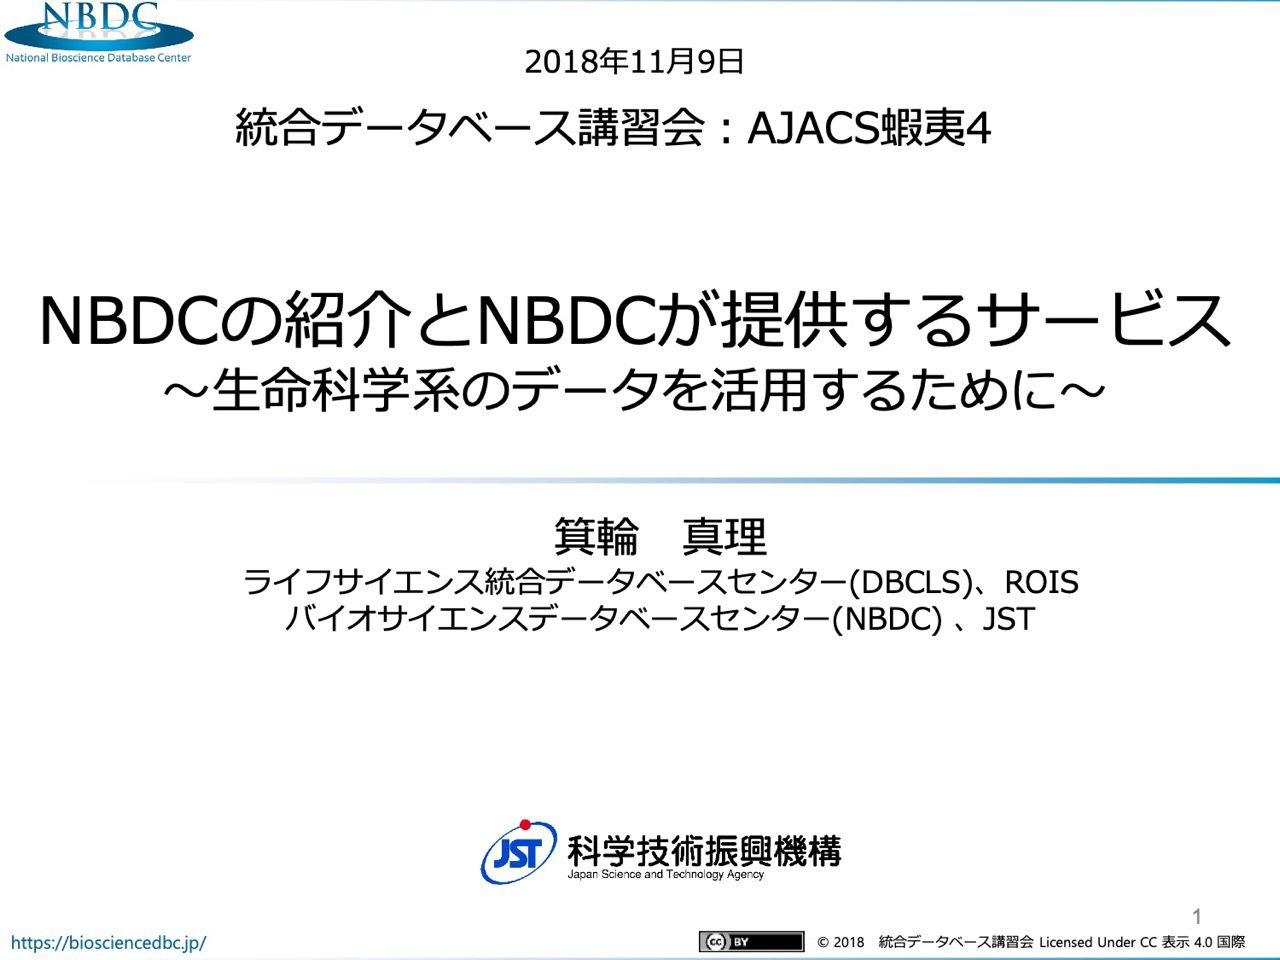 NBDC
National Bioscience Database Center
2018年11月9日
統合データベース講習会：AJACS蝦夷4
NBDCの紹介とNBDCが提供するサービス
～生命科学系のデータを活用するために～
箕輪　真理
ライフサイエンス統合データベースセンター(DBCLS)、ROIS
バイオサイエンスデータベースセンター(NBDC) 、JST
JST 科学技術振興機構
Japan Science and Technology Agency
1
https://biosciencedbc.jp/
cc BY © 2018　統合データベース講習会 Licensed Under CC 表示 4.0 国際